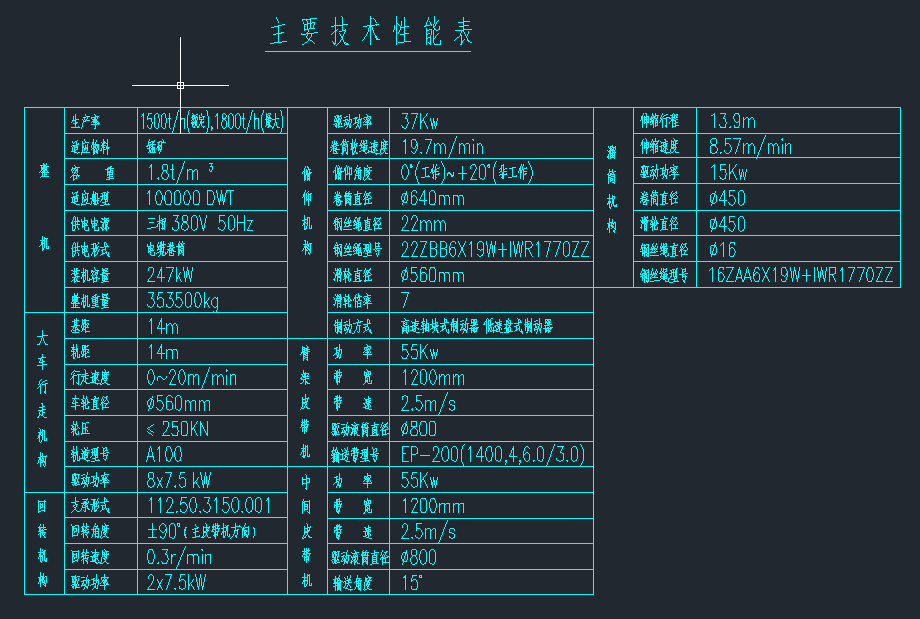 主要技术性能表
整机
生产率 1500t/h(额定),1800t/h(最大)
适应物料 锰矿
容 重 1.8t/m ³
适应船型 100000 DWT
供电电源 三相 380V 50Hz
供电形式 电缆卷筒
装机容量 247kW
整机重量 353500kg
大车行走机构
基距 14m
轨距 14m
行走速度 0~20m/min
车轮直径 ø560mm
轮压 ≤ 250KN
轨道型号 A100
驱动功率 8x7.5 kW
回转机构
支承形式 112.50.3150.001
回转角度 ±90°(主皮带机方向)
回转速度 0.3r/min
驱动功率 2x7.5kW
俯仰机构
驱动功率 37Kw
卷筒收绳速度 19.7m/min
俯仰角度 0°(工作)~+20°(非工作)
卷筒直径 ø640mm
钢丝绳直径 22mm
钢丝绳型号 22ZBB6X19W+IWR1770ZZ
滑轮直径 ø560mm
滑轮倍率 7
制动方式 高速轴块式制动器 低速盘式制动器
臂架皮带机
功 率 55Kw
带 宽 1200mm
带 速 2.5m/s
驱动滚筒直径 ø800
输送带型号 EP-200(1400,4,6.0/3.0)
中间皮带机
功 率 55Kw
带 宽 1200mm
带 速 2.5m/s
驱动滚筒直径 ø800
输送角度 15°
溜筒机构
伸缩行程 13.9m
伸缩速度 8.57m/min
驱动功率 15Kw
卷筒直径 ø450
滑轮直径 ø450
钢丝绳直径 ø16
钢丝绳型号 16ZAA6X19W+IWR1770ZZ